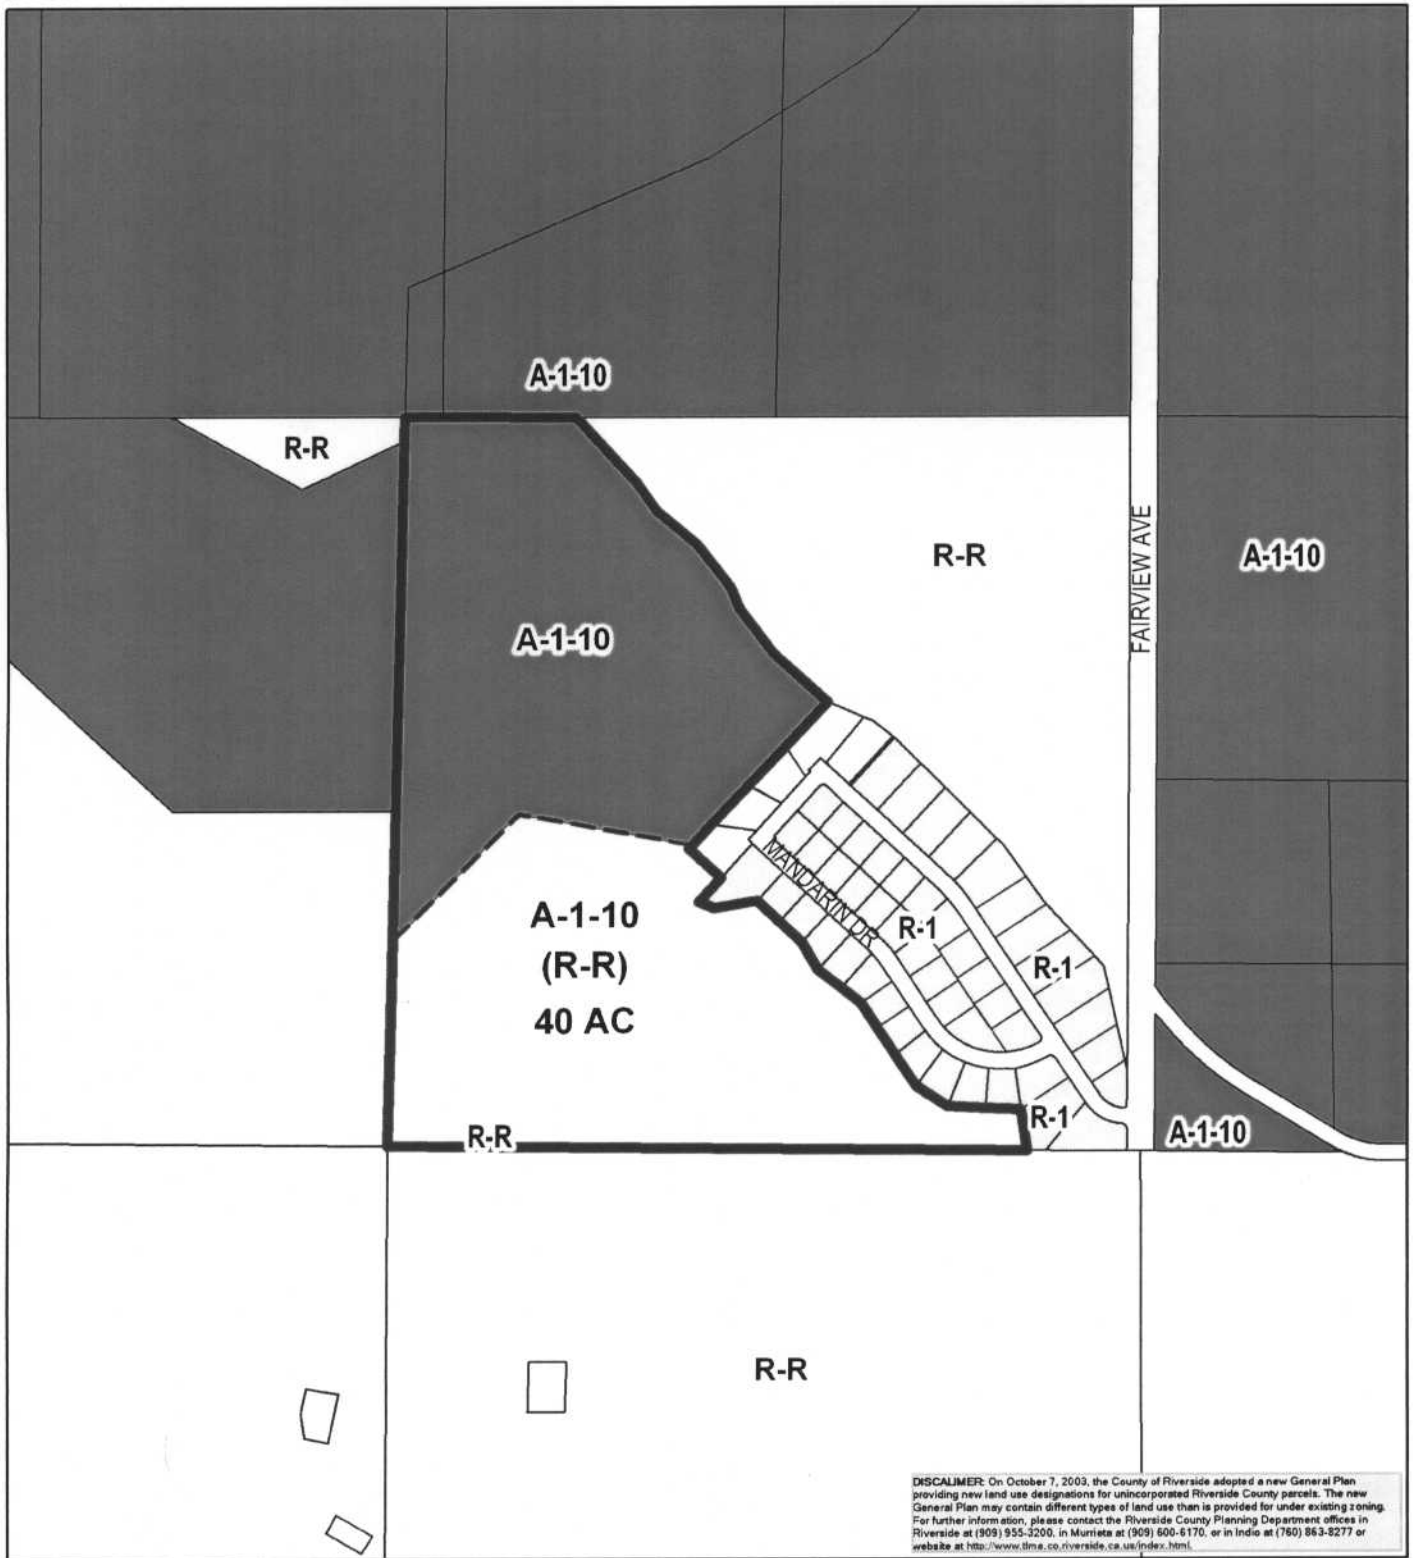 A-1-10
R-R
R-R
FAIRVIEW AVE
A-1-10
A-1-10
A-1-10
(R-R)
40 AC
MANDARIN DR
R-1
R-1
R-1
A-1-10
R-R
R-R
DISCALIMER: On October 7, 2003, the County of Riverside adopted a new General Plan
providing new land use designations for unincorporated Riverside County parcels. The new
General Plan may contain different types of land use than is provided for under existing zoning.
For further information, please contact the Riverside County Planning Department offices in
Riverside at (909) 955-3200, in Murrieta at (909) 600-6170, or in Indio at (760) 863-8277 or
website at http://www.tlma.co.riverside.ca.us/index.html.